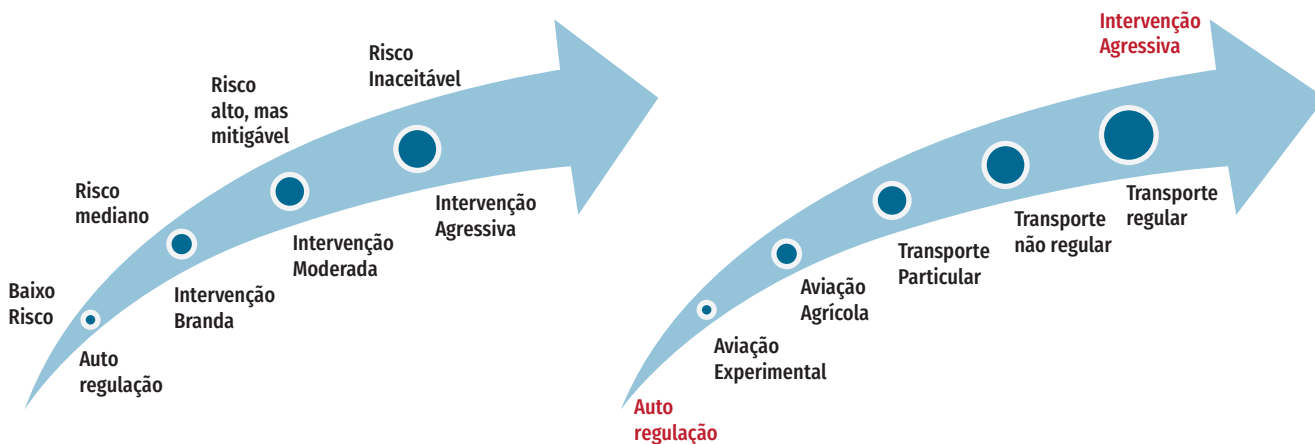 Risco
Inaceitável
Risco
alto, mas
mitigável
Risco
mediano
Baixo
Risco
Auto
regulação
Intervenção
Branda
Intervenção
Moderada
Intervenção
Agressiva
Intervenção
Agressiva
Transporte
regular
Transporte
não regular
Transporte
Particular
Aviação
Agrícola
Aviação
Experimental
Auto
regulação